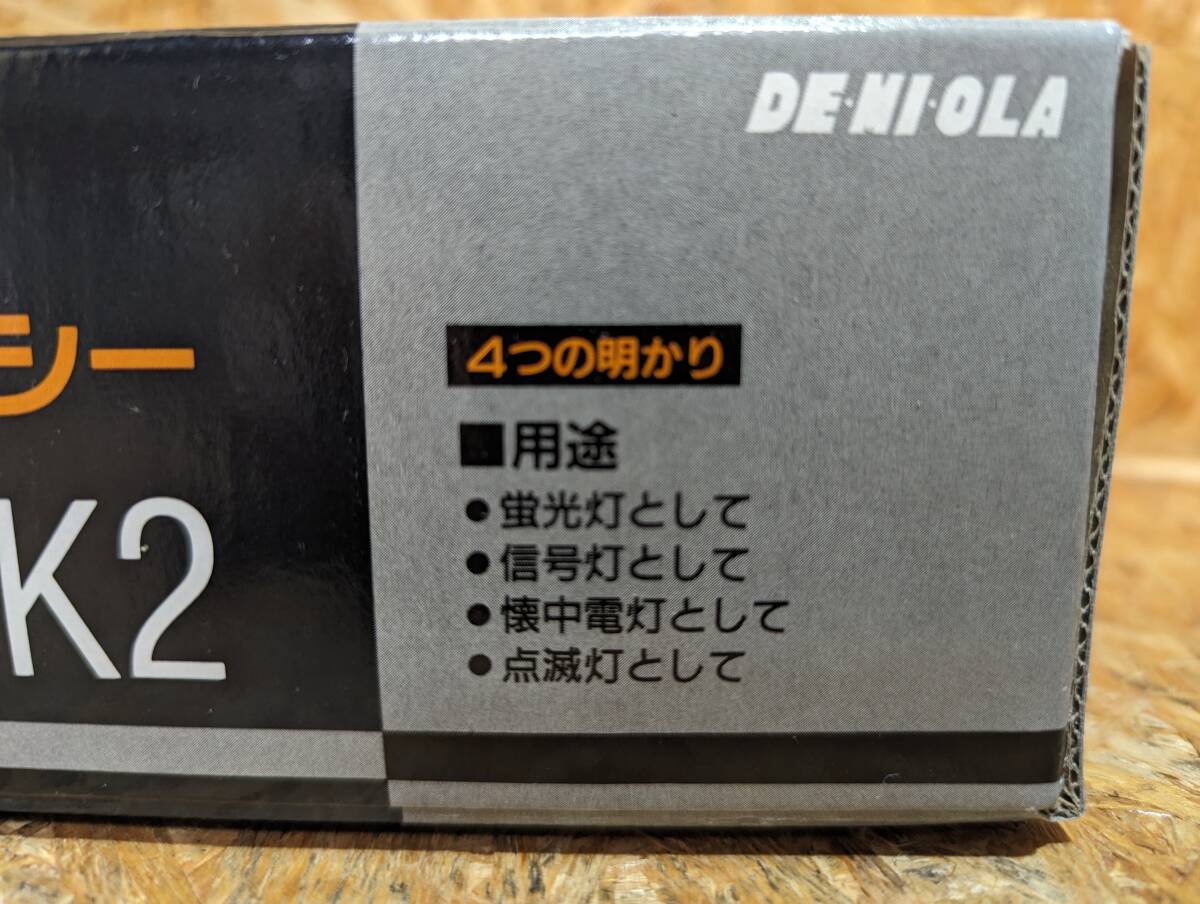 DE·NI·OLA
シー
K2
4つの明かり
■用途
●蛍光灯として
●信号灯として
●懐中電灯として
●点滅灯として